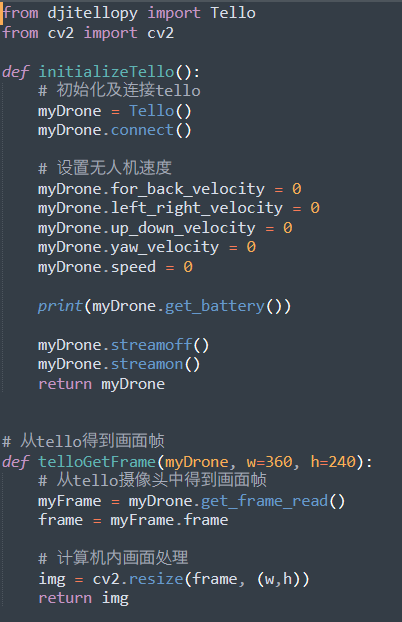 from djitellopy import Tello
from cv2 import cv2
def initializeTello():
# 初始化及连接tello
myDrone = Tello()
myDrone.connect()
# 设置无人机速度
myDrone.for_back_velocity = 0
myDrone.left_right_velocity = 0
myDrone.up_down_velocity = 0
myDrone.yaw_velocity = 0
myDrone.speed = 0
print(myDrone.get_battery())
myDrone.streamoff()
myDrone.streamon()
return myDrone
# 从tello得到画面帧
def telloGetFrame(myDrone, w=360, h=240):
# 从tello摄像头中得到画面帧
myFrame = myDrone.get_frame_read()
frame = myFrame.frame
# 计算机内画面处理
img = cv2.resize(frame, (w,h))
return img